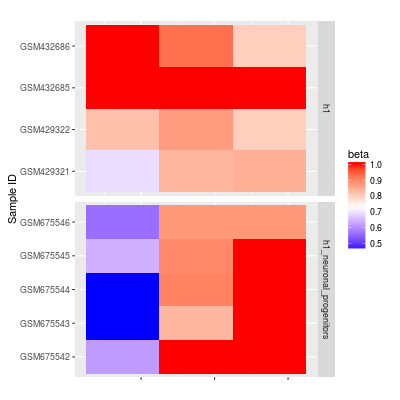 GSM432686
GSM432685
GSM429322
GSM429321
h1
GSM675546
GSM675545
GSM675544
GSM675543
GSM675542
h1_neuronal_progenitors
Sample ID
beta
1.0
0.9
0.8
0.7
0.6
0.5